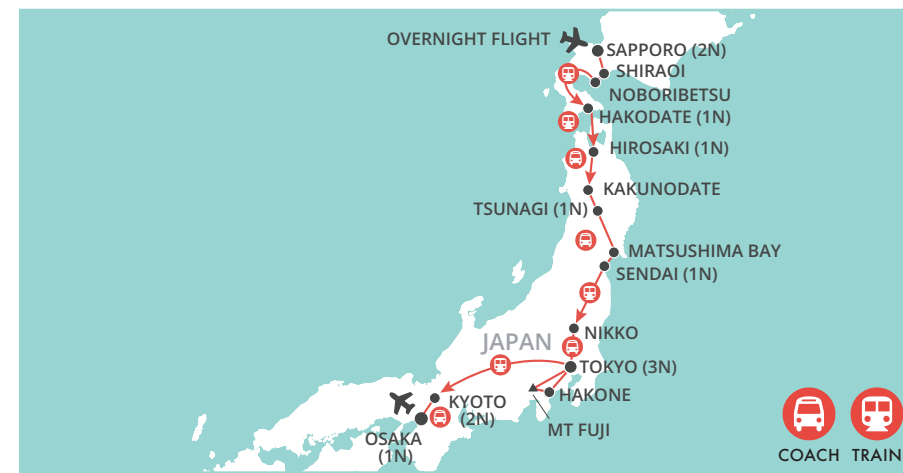 OVERNIGHT FLIGHT
SAPPORO (2N)
SHIRAOI
NOBORIBETSU
HAKODATE (1N)
HIROSAKI (1N)
KAKUNODATE
TSUNAGI (1N)
MATSUSHIMA BAY
SENDAI (1N)
NIKKO
JAPAN
TOKYO (3N)
HAKONE
KYOTO
(2N)
MT FUJI
OSAKA
(1N)
COACH TRAIN